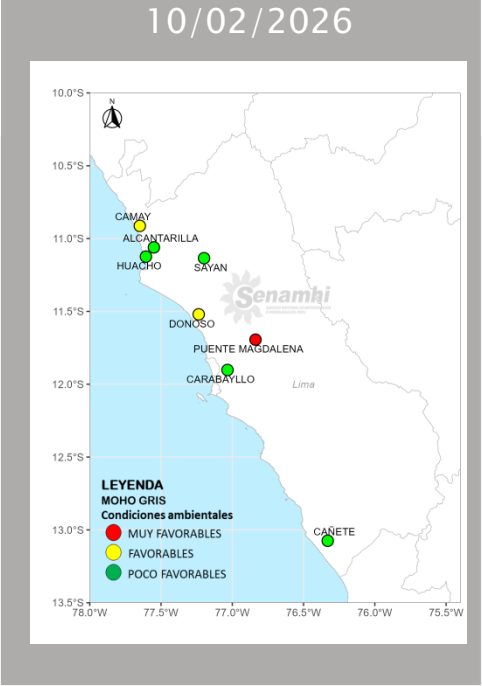 10/02/2026
10.0°S
N
10.5°S
CAMAY
11.0°S
ALCANTARILLA
HUACHO
SAYAN
Senamhi
11.5°S
DONOSO
PUENTE MAGDALENA
CARABAYLLO
12.0°S
Lima
12.5°S
LEYENDA
MOHO GRIS
Condiciones ambientales
MUY FAVORABLES
FAVORABLES
POCO FAVORABLES
13.0°S
CAÑETE
13.5°S
78.0°W 77.5°W 77.0°W 76.5°W 76.0°W 75.5°W